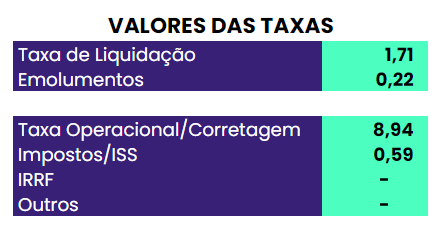 VALORES DAS TAXAS
Taxa de Liquidação 1,71
Emolumentos 0,22
Taxa Operacional/Corretagem 8,94
Impostos/ISS 0,59
IRRF -
Outros -